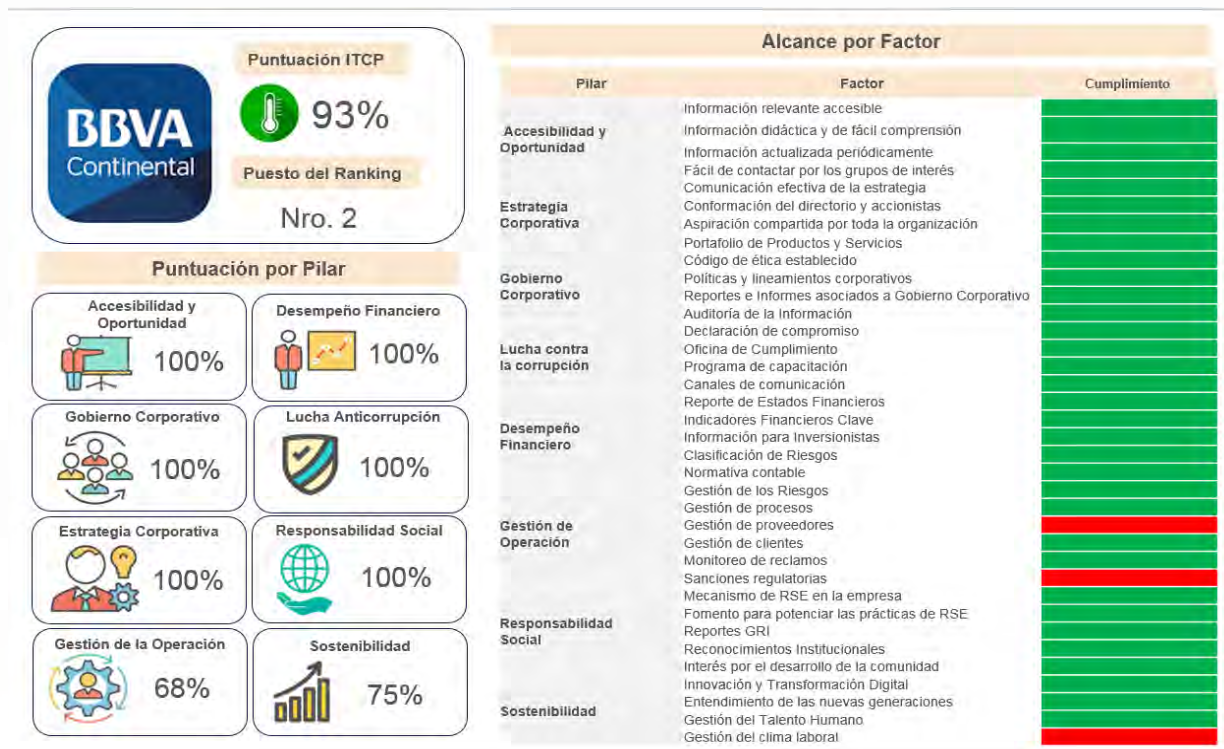 BBVA
Continental
Puntuación ITCP
93%
Puesto del Ranking
Nro. 2
Puntuación por Pilar
Accesibilidad y
Oportunidad
100%
Desempeño Financiero
100%
Gobierno Corporativo
100%
Lucha Anticorrupción
100%
Estrategia Corporativa
100%
Responsabilidad Social
100%
Gestión de la Operación
68%
Sostenibilidad
75%
Alcance por Factor
Pilar Factor Cumplimiento
Accesibilidad y
Oportunidad
Información relevante accesible
Información didáctica y de fácil comprensión
Información actualizada periódicamente
Fácil de contactar por los grupos de interés
Estrategia
Corporativa
Comunicación efectiva de la estrategia
Conformación del directorio y accionistas
Aspiración compartida por toda la organización
Portafolio de Productos y Servicios
Gobierno
Corporativo
Código de ética establecido
Políticas y lineamientos corporativos
Reportes e Informes asociados a Gobierno Corporativo
Auditoría de la Información
Lucha contra
la corrupción
Declaración de compromiso
Oficina de Cumplimiento
Programa de capacitación
Canales de comunicación
Desempeño
Financiero
Reporte de Estados Financieros
Indicadores Financieros Clave
Información para Inversionistas
Clasificación de Riesgos
Normativa contable
Gestión de
Operación
Gestión de los Riesgos
Gestión de procesos
Gestión de proveedores
Gestión de clientes
Monitoreo de reclamos
Sanciones regulatorias
Responsabilidad
Social
Mecanismo de RSE en la empresa
Fomento para potenciar las prácticas de RSE
Reportes GRI
Reconocimientos Institucionales
Interés por el desarrollo de la comunidad
Sostenibilidad
Innovación y Transformación Digital
Entendimiento de las nuevas generaciones
Gestión del Talento Humano
Gestión del clima laboral